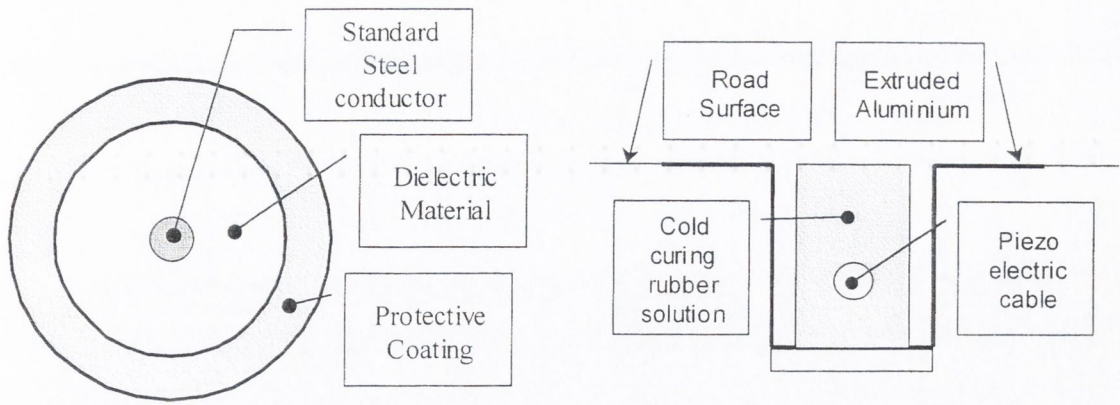 Standard
Steel
conductor
Dielectric
Material
Protective
Coating
Road
Surface
Extruded
Aluminium
Cold
curing
rubber
solution
Piezo
electric
cable